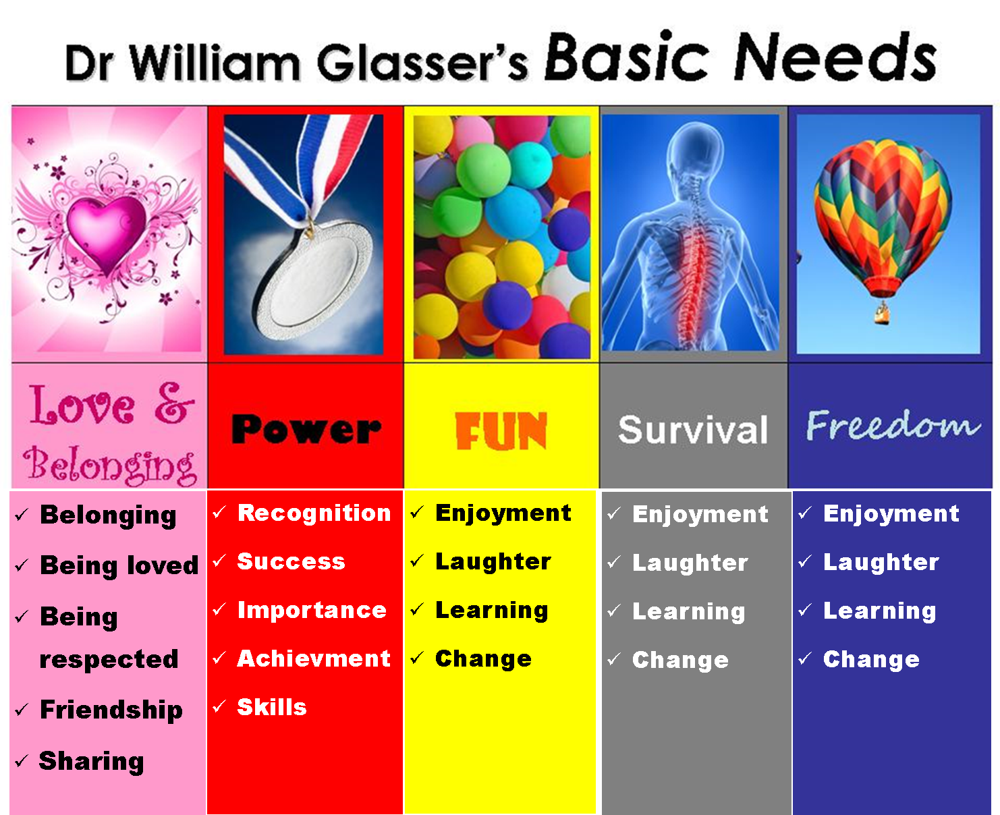 Dr William Glasser's Basic Needs
Love &
Belonging
Power
FUN
Survival
Freedom
✓ Belonging
✓ Being loved
✓ Being
respected
✓ Friendship
✓ Sharing
✓ Recognition
✓ Success
✓ Importance
✓ Achievment
✓ Skills
✓ Enjoyment
✓ Laughter
✓ Learning
✓ Change
✓ Enjoyment
✓ Laughter
✓ Learning
✓ Change
✓ Enjoyment
✓ Laughter
✓ Learning
✓ Change